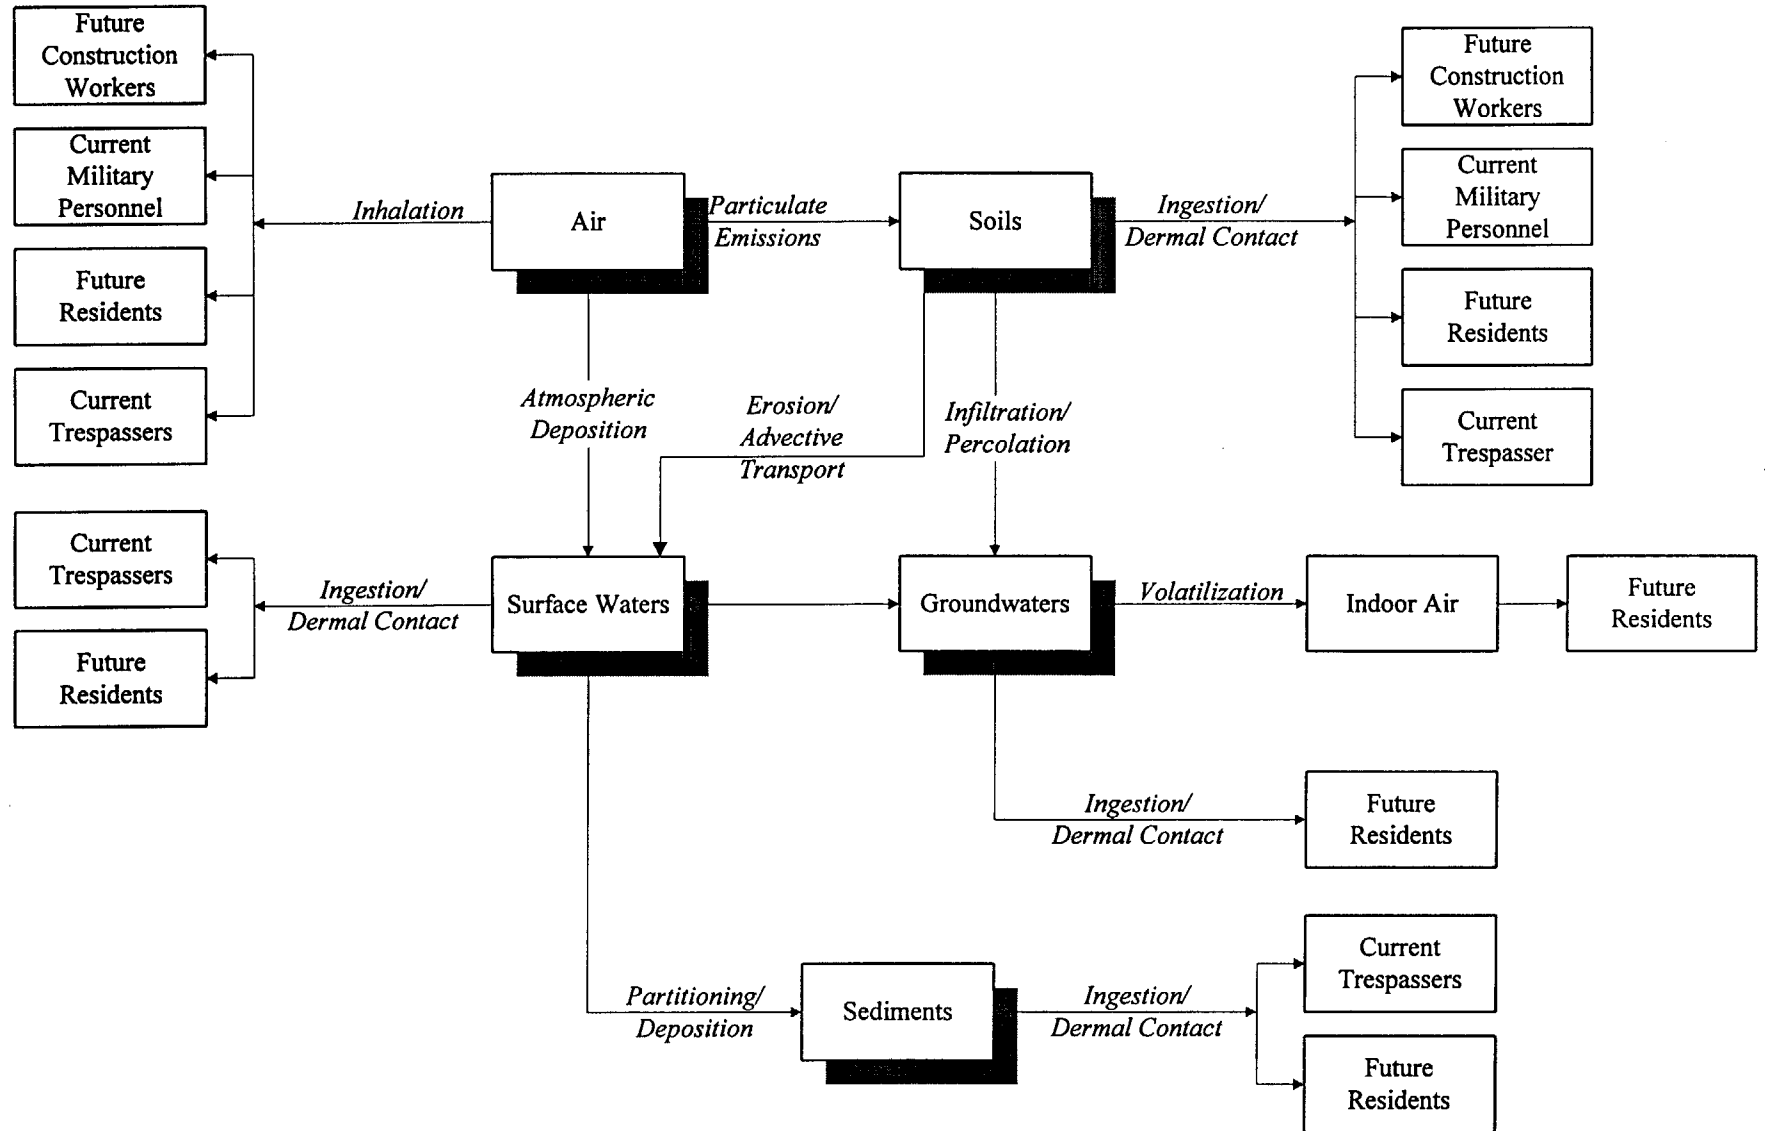 Future
Construction
Workers
Current
Military
Personnel
Future
Residents
Current
Trespassers
Inhalation
Air
Particulate
Emissions
Soils
Ingestion/
Dermal Contact
Future
Construction
Workers
Current
Military
Personnel
Future
Residents
Current
Trespasser
Atmospheric
Deposition
Erosion/
Advective
Transport
Infiltration/
Percolation
Current
Trespassers
Future
Residents
Ingestion/
Dermal Contact
Surface Waters
Groundwaters
Volatilization
Indoor Air
Future
Residents
Ingestion/
Dermal Contact
Future
Residents
Partitioning/
Deposition
Sediments
Ingestion/
Dermal Contact
Current
Trespassers
Future
Residents